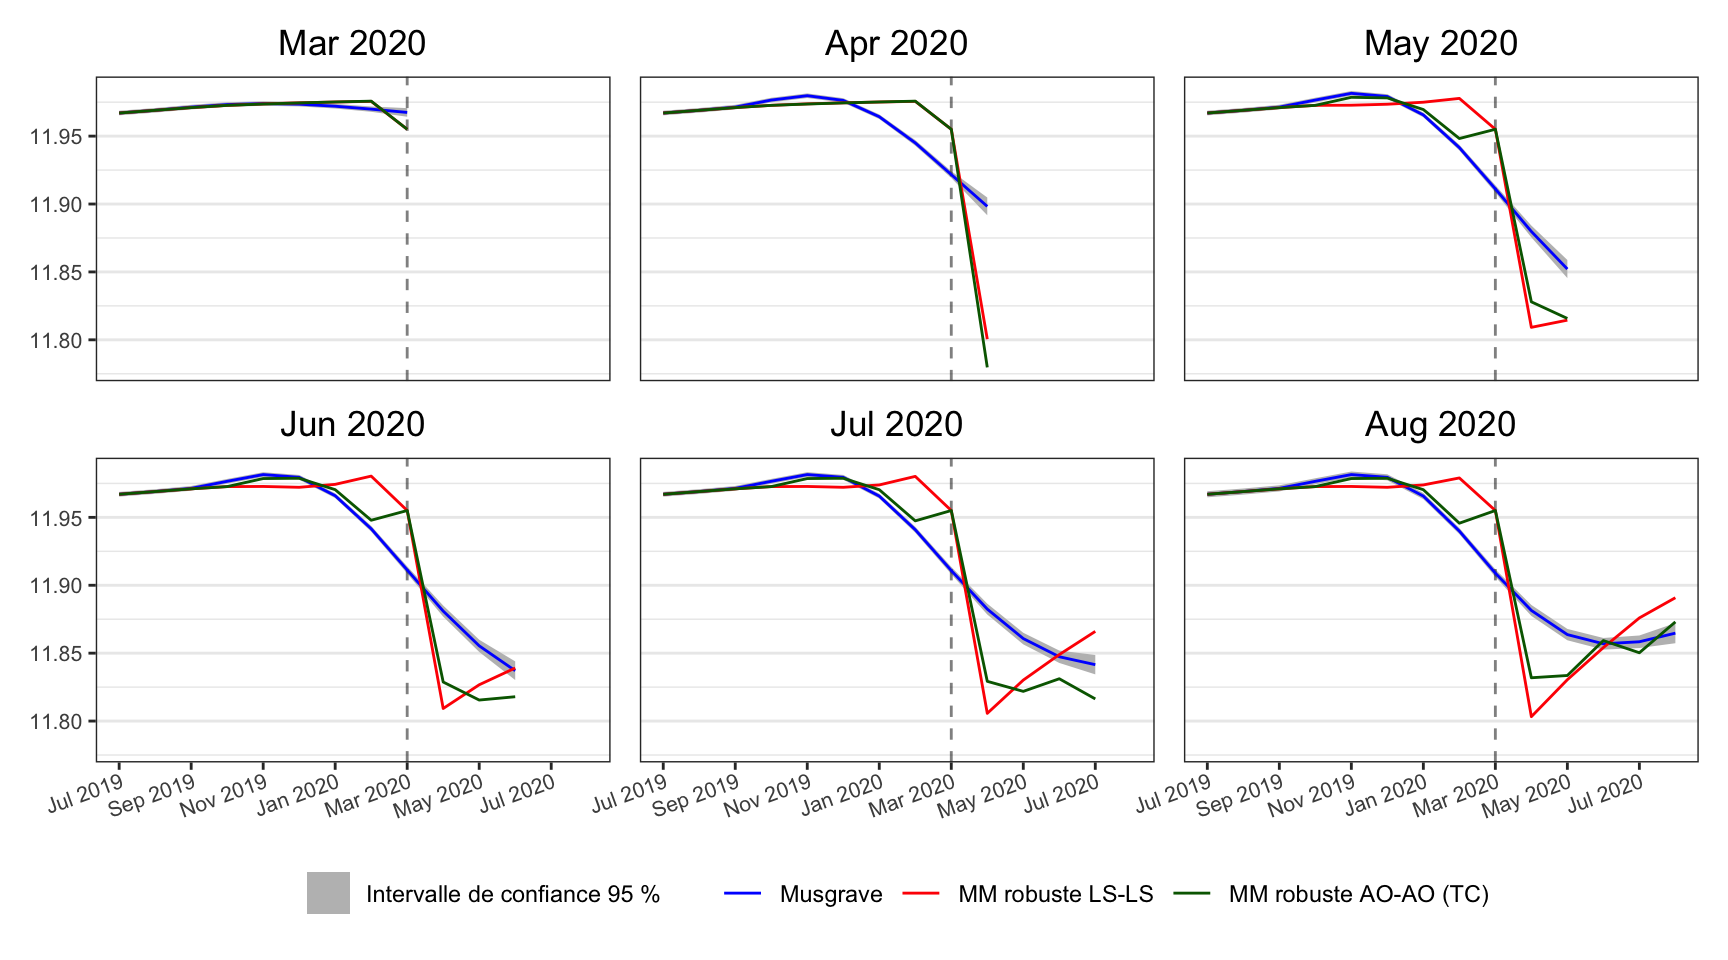 Mar 2020
Apr 2020
May 2020
11.95
11.90
11.85
11.80
Jun 2020
Jul 2020
Aug 2020
11.95
11.90
11.85
11.80
Jul 2019 Sep 2019 Nov 2019 Jan 2020 Mar 2020 May 2020 Jul 2020
Jul 2019 Sep 2019 Nov 2019 Jan 2020 Mar 2020 May 2020 Jul 2020
Jul 2019 Sep 2019 Nov 2019 Jan 2020 Mar 2020 May 2020 Jul 2020
Intervalle de confiance 95 % Musgrave MM robuste LS-LS MM robuste AO-AO (TC)